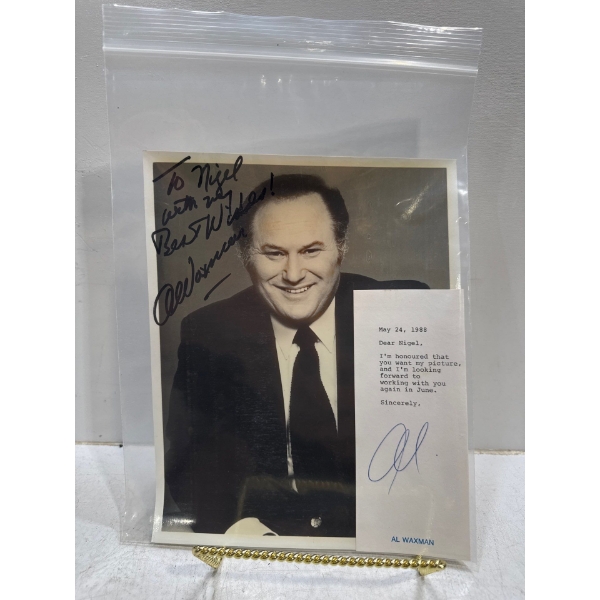 To Nigel
with my
Best Wishes!
Al Waxman
May 24, 1988
Dear Nigel,
I'm honoured that
you want my picture,
and I'm looking
forward to
working with you
again in June.
Sincerely,
Al
AL WAXMAN